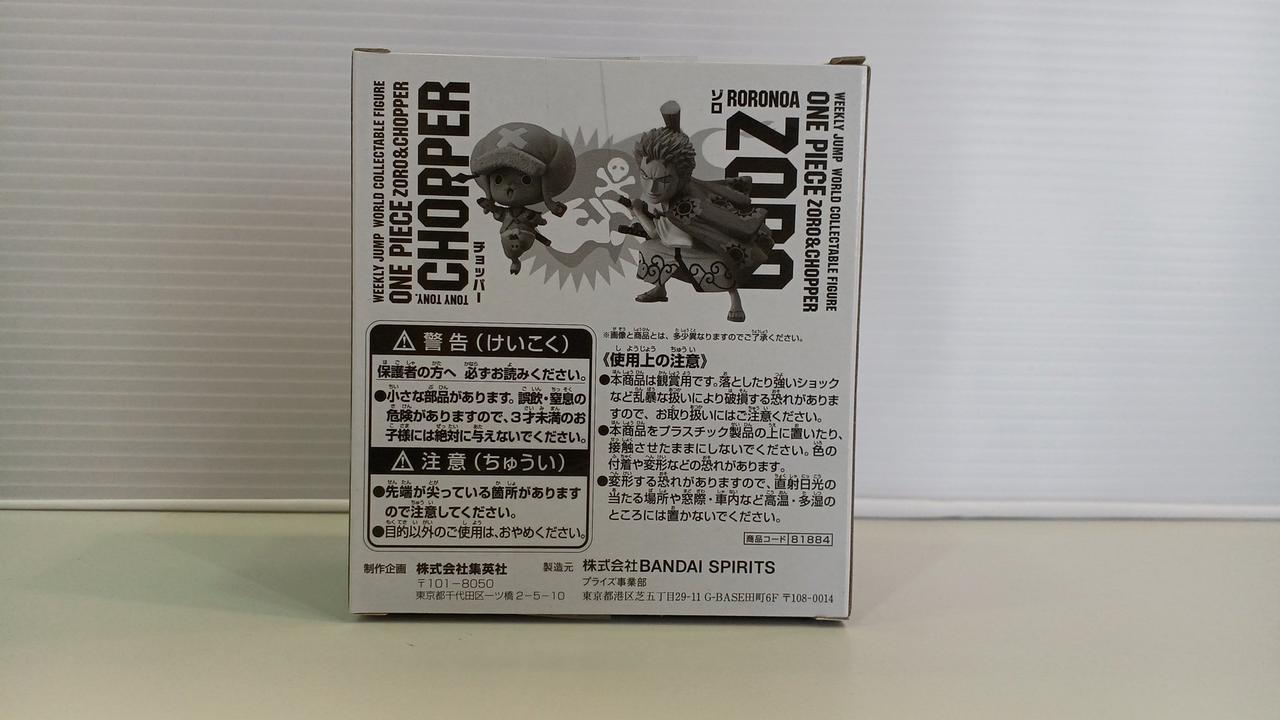 WEEKLY JUMP WORLD COLLECTABLE FIGURE
ONE PIECE ZORO&CHOPPER
TONY TONY.
CHOPPER
チョッパー
ゾロ
RORONOA
ZORO
ONE PIECE ZORO&CHOPPER
WEEKLY JUMP WORLD COLLECTABLE FIGURE
警告(けいこく)
保護者の方へ 必ずお読みください。
●小さな部品があります。誤飲・窒息の
危険がありますので、3才未満のお
子様には絶対に与えないでください。
注意(ちゅうい)
●先端が尖っている箇所があります
ので注意してください。
●目的以外のご使用は、おやめください。
※画像と商品とは、多少異なりますのでご了承ください。
《使用上の注意》
●本商品は観賞用です。落としたり強いショック
など乱暴な扱いにより破損する恐れがありま
すので、お取り扱いにはご注意ください。
●本商品をプラスチック製品の上に置いたり、
接触させたままにしないでください。色の
付着や変形などの恐れがあります。
●変形する恐れがありますので、直射日光の
当たる場所や窓際・車内など高温・多湿の
ところには置かないでください。
商品コード 81884
制作企画 株式会社集英社
〒101-8050
東京都千代田区一ツ橋2-5-10
製造元 株式会社BANDAI SPIRITS
プライズ事業部
東京都港区芝五丁目29-11 G-BASE田町6F 〒108-0014